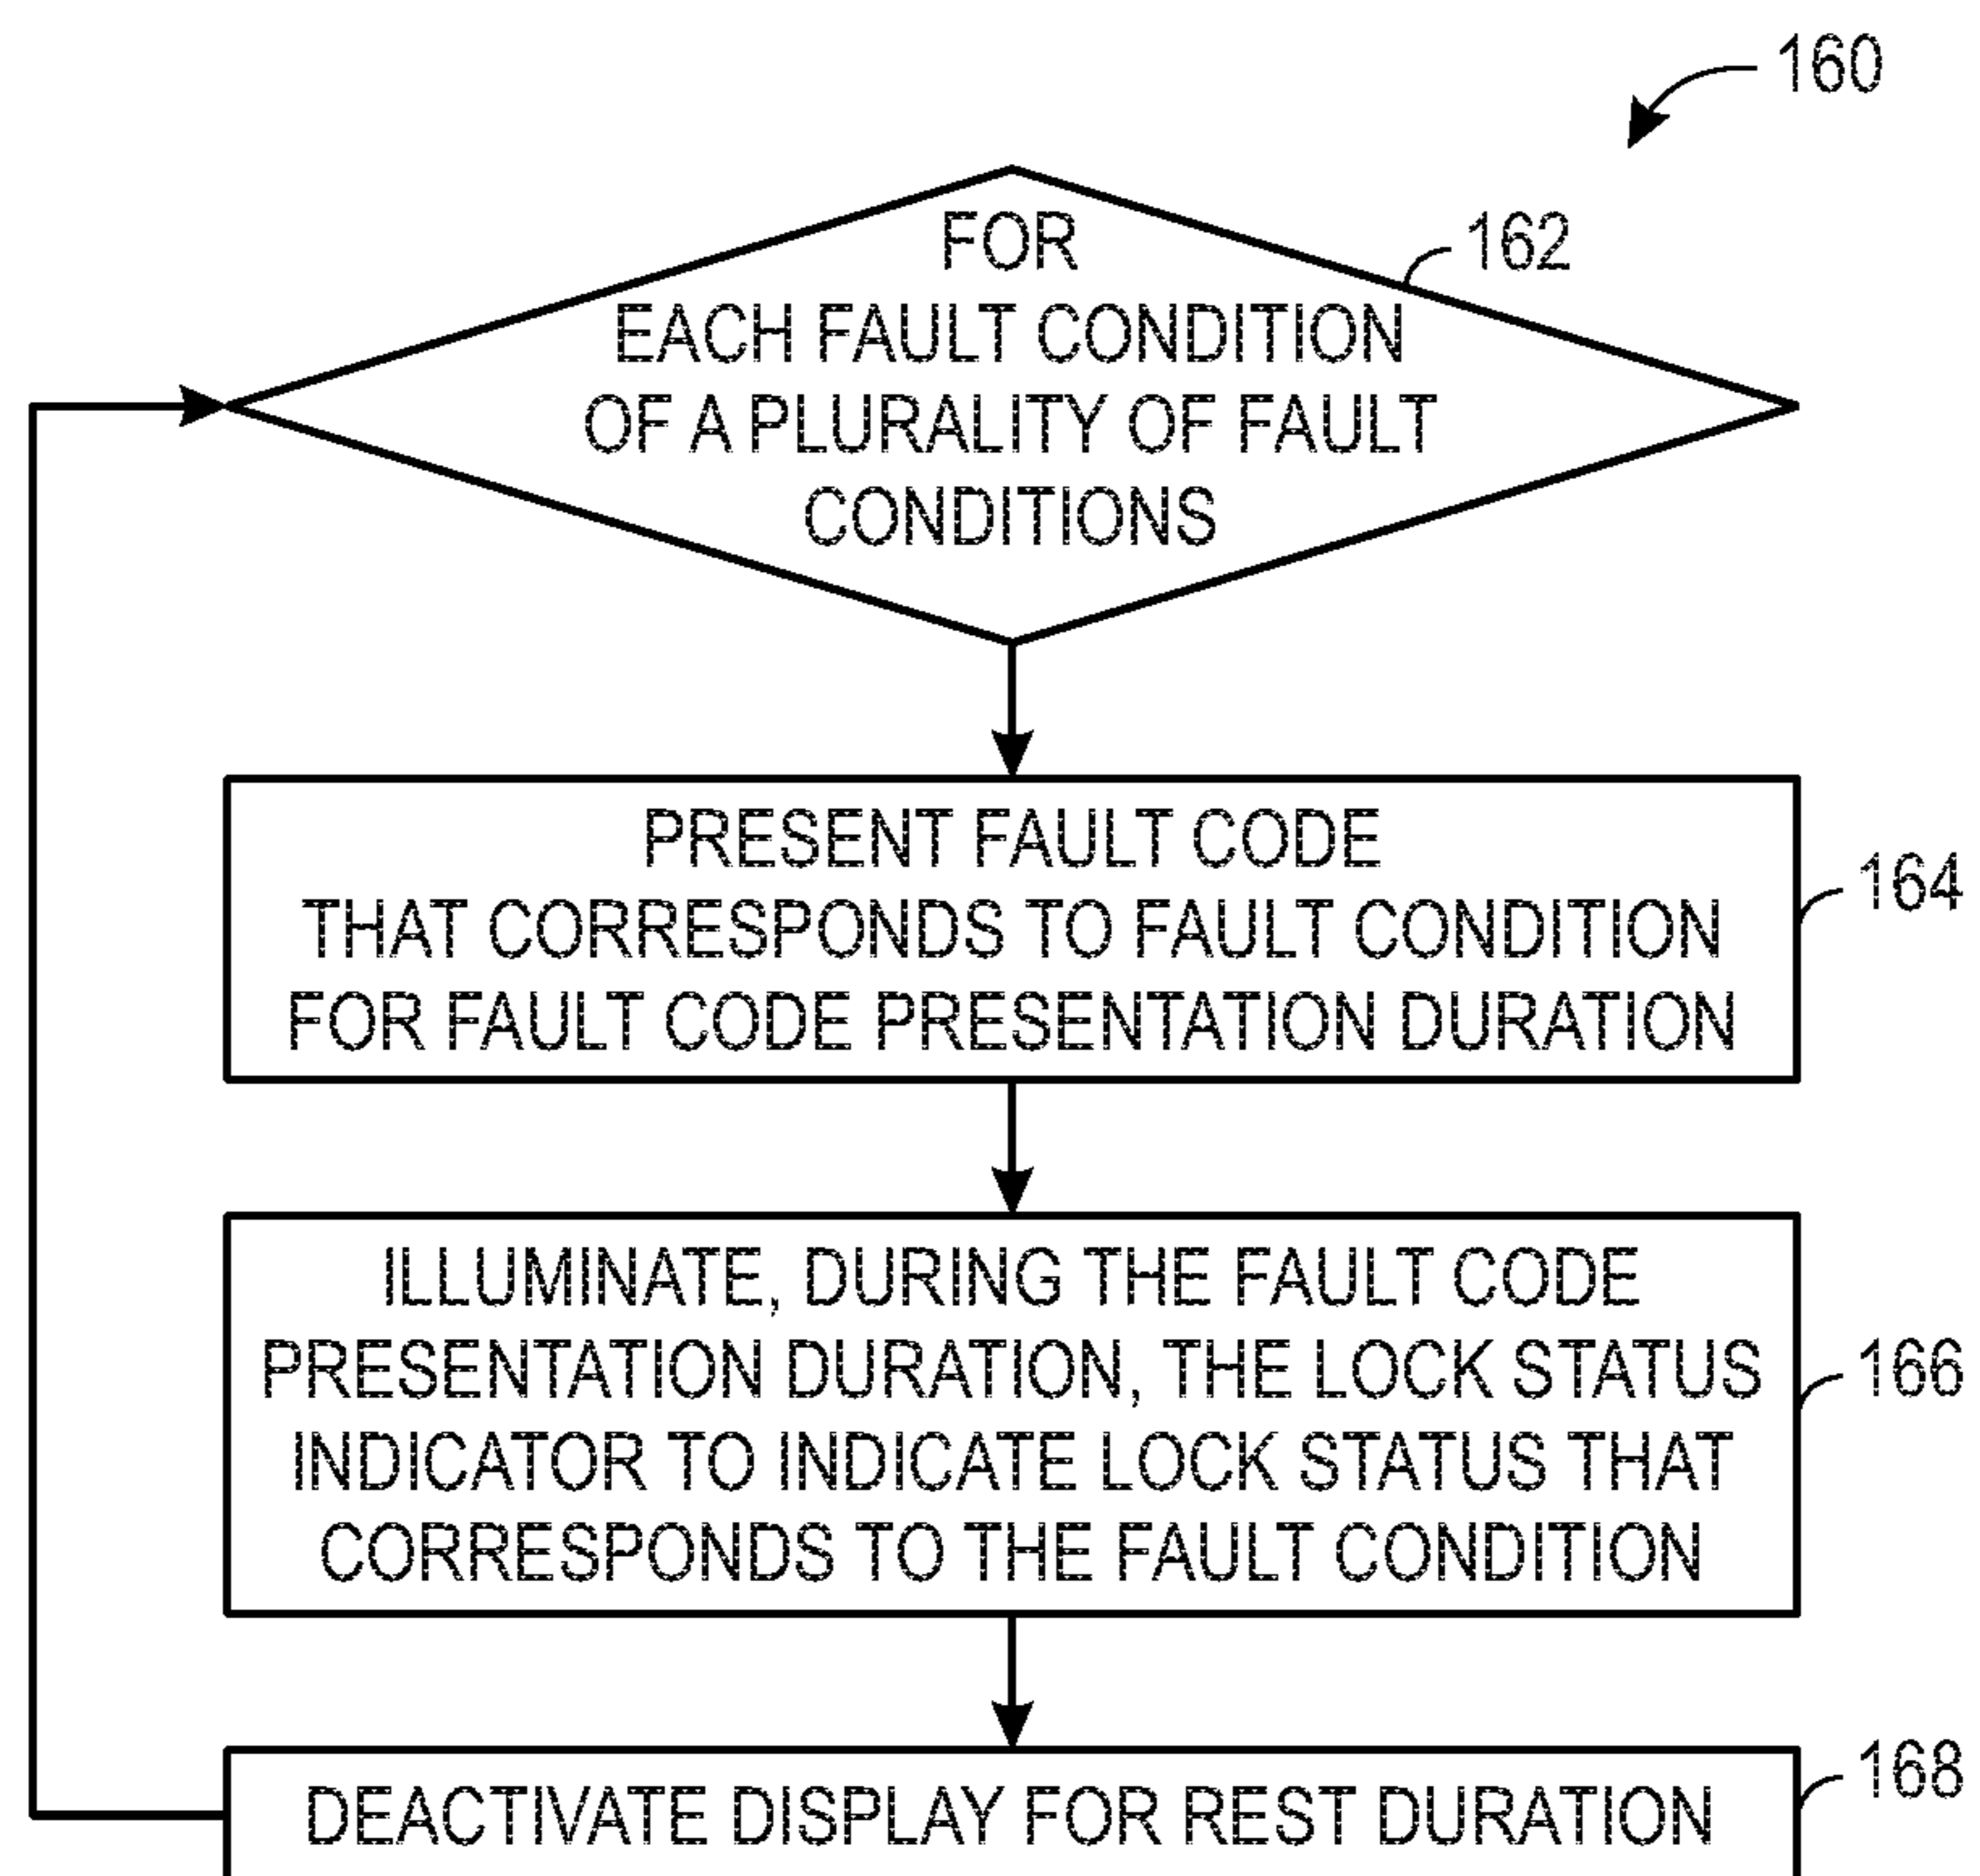 160
FOR
162
EACH FAULT CONDITION
OF A PLURALITY OF FAULT
CONDITIONS
PRESENT FAULT CODE
THAT CORRESPONDS TO FAULT CONDITION
FOR FAULT CODE PRESENTATION DURATION
164
ILLUMINATE, DURING THE FAULT CODE
PRESENTATION DURATION, THE LOCK STATUS
INDICATOR TO INDICATE LOCK STATUS THAT
CORRESPONDS TO THE FAULT CONDITION
166
DEACTIVATE DISPLAY FOR REST DURATION
168